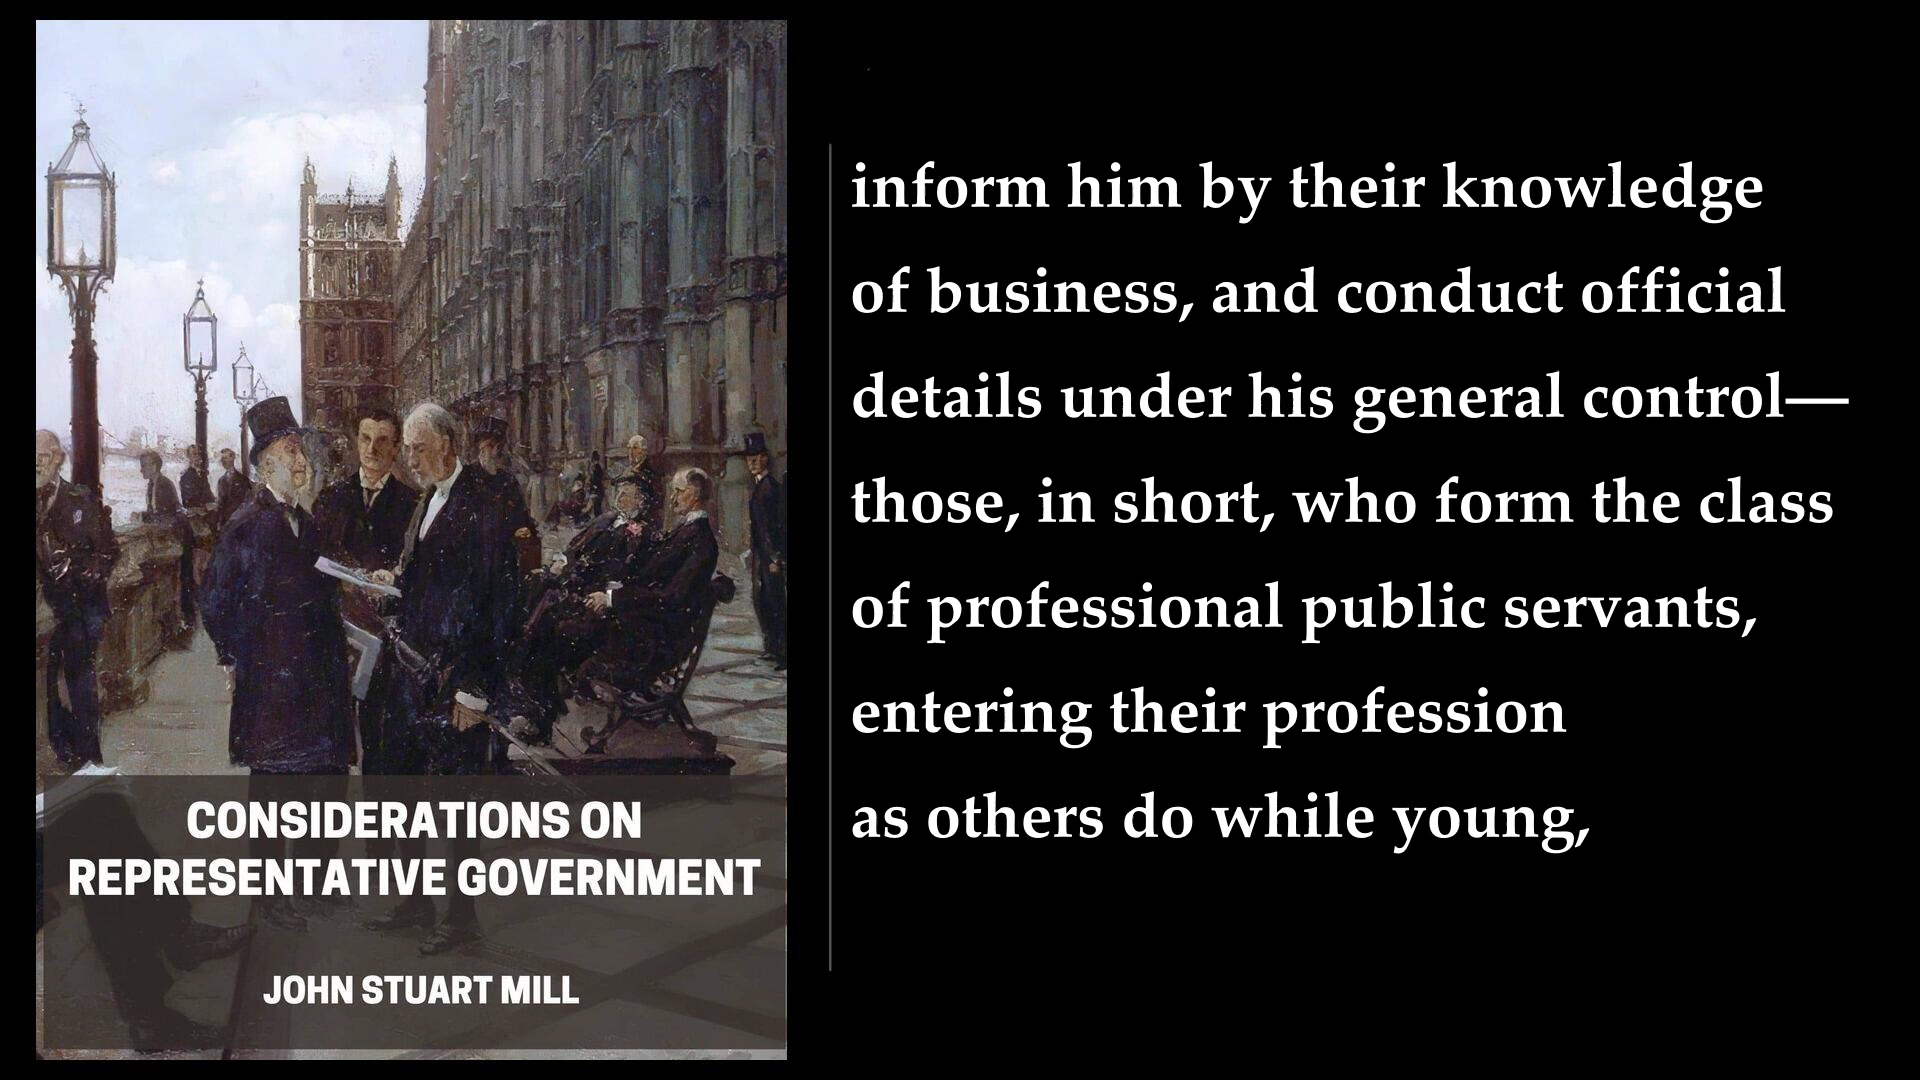 CONSIDERATIONS ON
REPRESENTATIVE GOVERNMENT
JOHN STUART MILL
inform him by their knowledge
of business, and conduct official
details under his general control—
those, in short, who form the class
of professional public servants,
entering their profession
as others do while young,